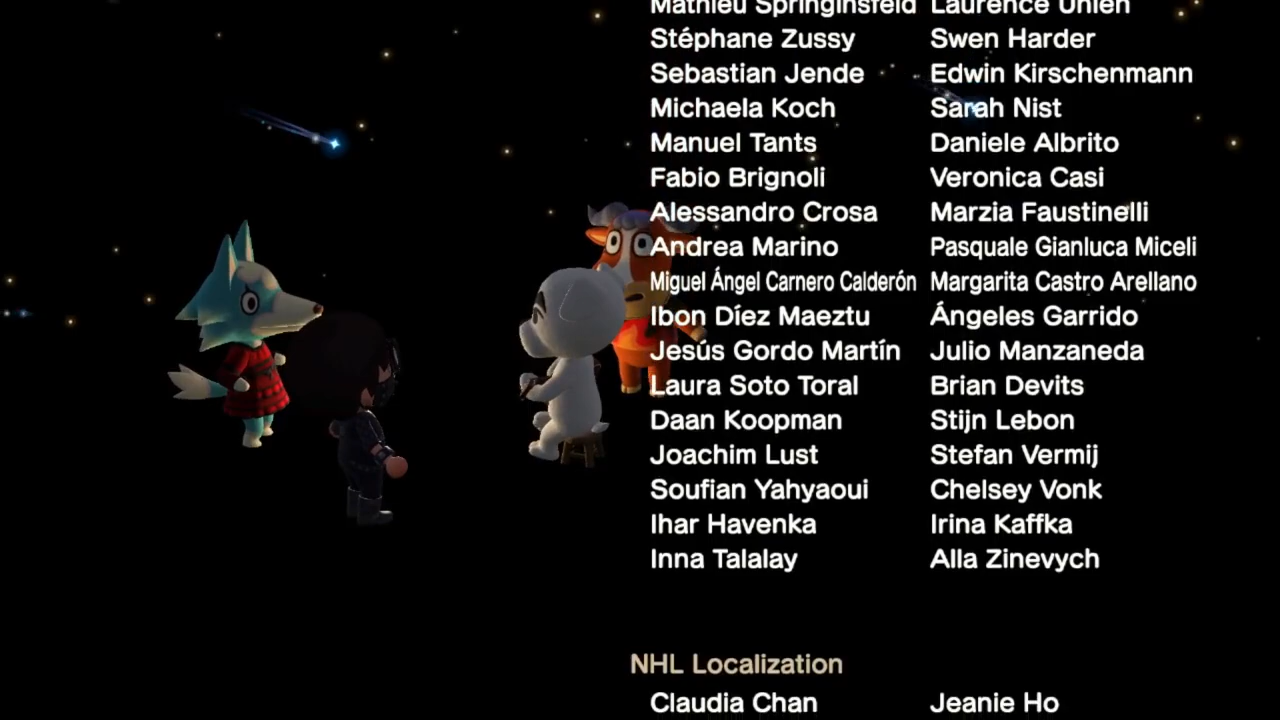 Mathieu Springinsfeld Laurence Uhlen
Stéphane Zussy Swen Harder
Sebastian Jende Edwin Kirschenmann
Michaela Koch Sarah Nist
Manuel Tants Daniele Albrito
Fabio Brignoli Veronica Casi
Alessandro Crosa Marzia Faustinelli
Andrea Marino Pasquale Gianluca Miceli
Miguel Ángel Carnero Calderón Margarita Castro Arellano
Ibon Díez Maeztu Ángeles Garrido
Jesús Gordo Martín Julio Manzaneda
Laura Soto Toral Brian Devits
Daan Koopman Stijn Lebon
Joachim Lust Stefan Vermij
Soufian Yahyaoui Chelsey Vonk
Ihar Havenka Irina Kaffka
Inna Talalay Alla Zinevych
NHL Localization
Claudia Chan Jeanie Ho